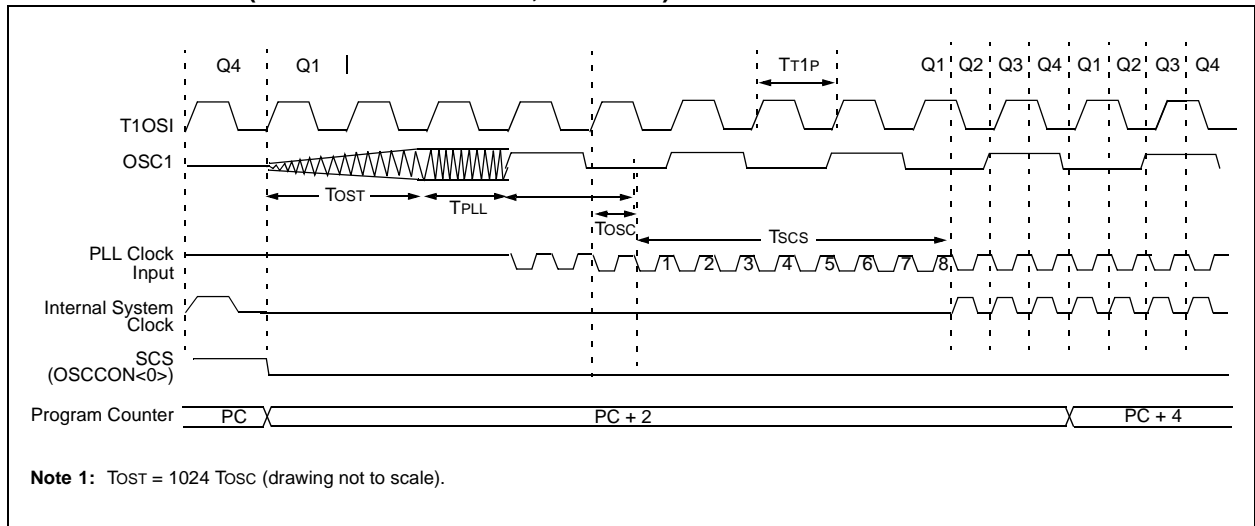 Q4 Q1 TT1P Q1 Q2 Q3 Q4 Q1 Q2 Q3 Q4
T1OSI
OSC1
TOST TPLL
TOSC TSCS
PLL Clock
Input
1 2 3 4 5 6 7 8
Internal System
Clock
SCS
(OSCCON<0>)
Program Counter PC PC + 2 PC + 4
Note 1: TOST = 1024 TOSC (drawing not to scale).